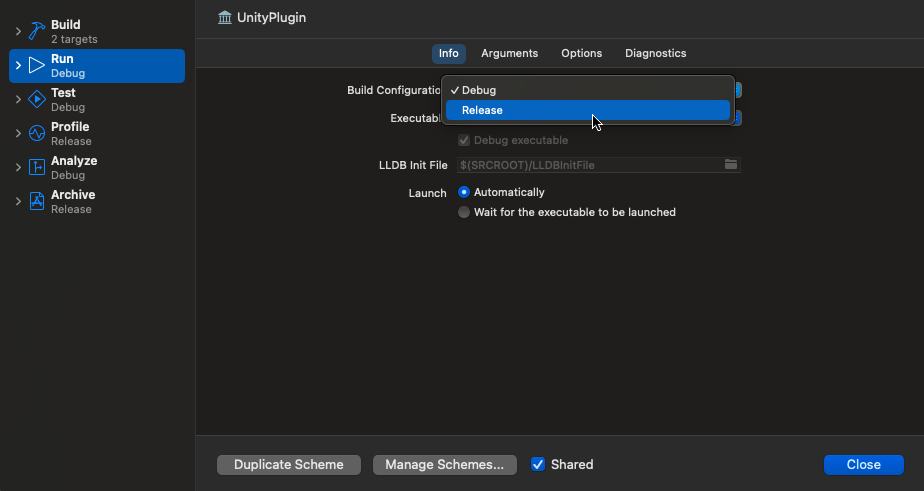 UnityPlugin
Build
2 targets
Run
Debug
Test
Debug
Profile
Release
Analyze
Debug
Archive
Release
Info Arguments Options Diagnostics
Build Configuratio
✓ Debug
Release
Executabl
Debug executable
LLDB Init File $(SRCROOT)/LLDBInitFile
Launch Automatically
Wait for the executable to be launched
Duplicate Scheme Manage Schemes... Shared Close